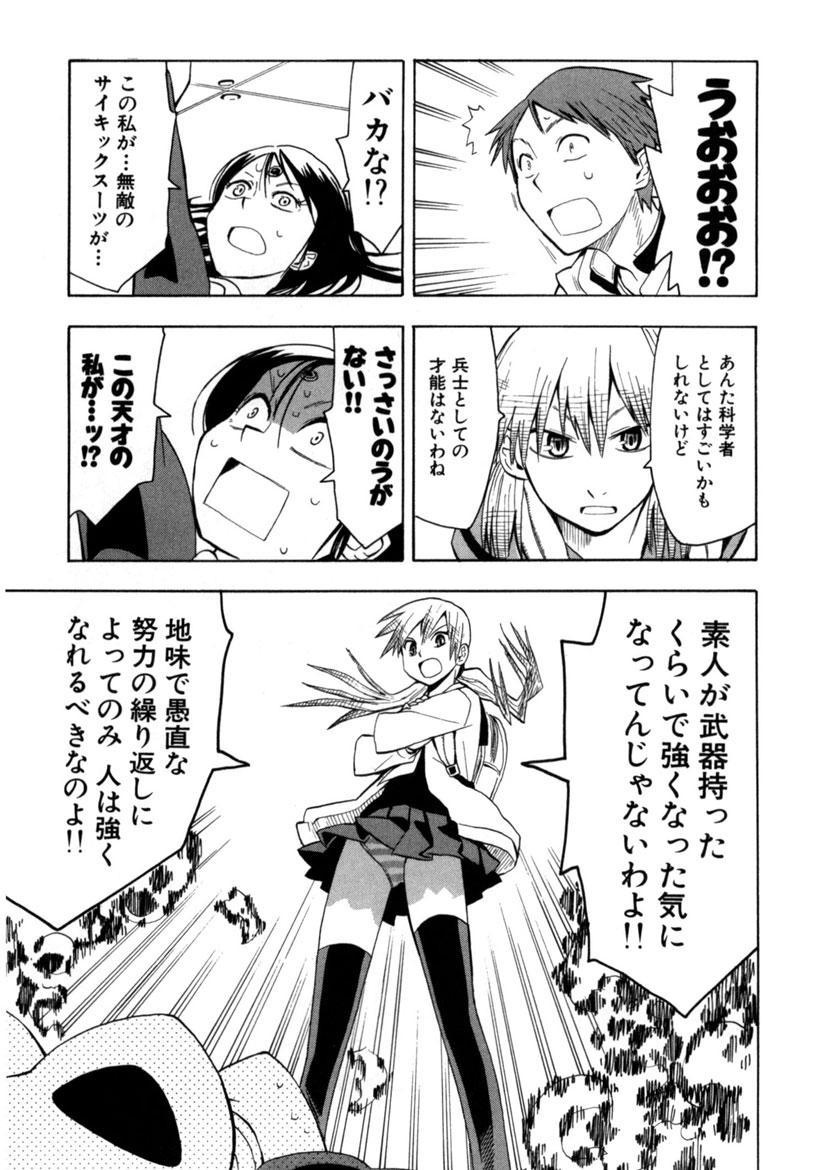 うおおお!?
バカな!?
この私が…無敵の
サイキックスーツが…
あんた科学者
としてはすごいかも
しれないけど
兵士としての
才能はないわね
さっさいのうが
ない!!
この天才の
私が…ッ!?
素人が武器持った
くらいで強くなった気に
なってんじゃないわよ!!
地味で愚直な
努力の繰り返しに
よってのみ 人は強く
なれるべきなのよ!!